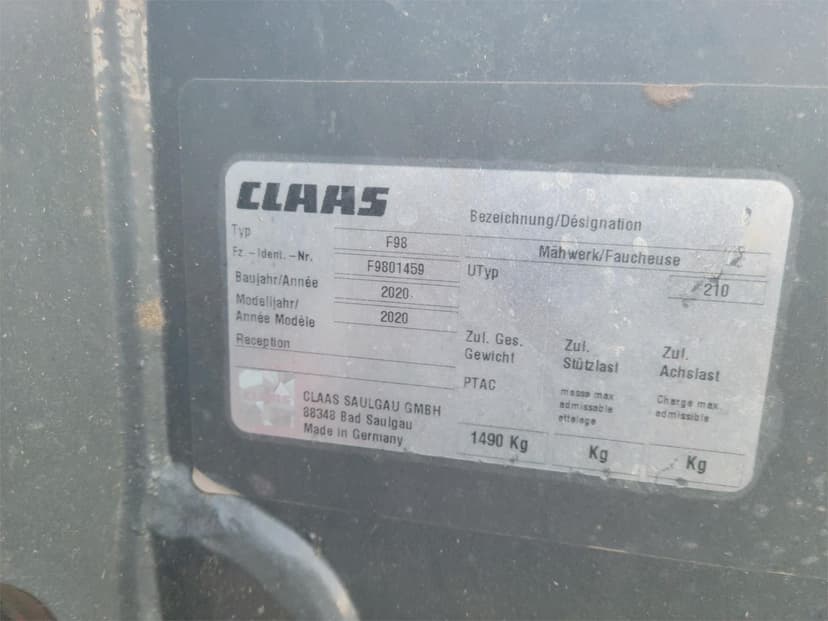 CLAAS
Bezeichnung/Désignation
Typ F98 Mähwerk/Faucheuse
Fz.-Ident.-Nr. F9801459 UTyp 210
Baujahr/Année 2020
Modelljahr/
Année Modèle 2020
Reception
Zul. Ges.
Gewicht
PTAC
1490 Kg
Zul.
Stützlast
masse max
admissable
attelage
Kg
Zul.
Achslast
Charge max.
admissible
Kg
CLAAS
CLAAS SAULGAU GMBH
88348 Bad Saulgau
Made in Germany